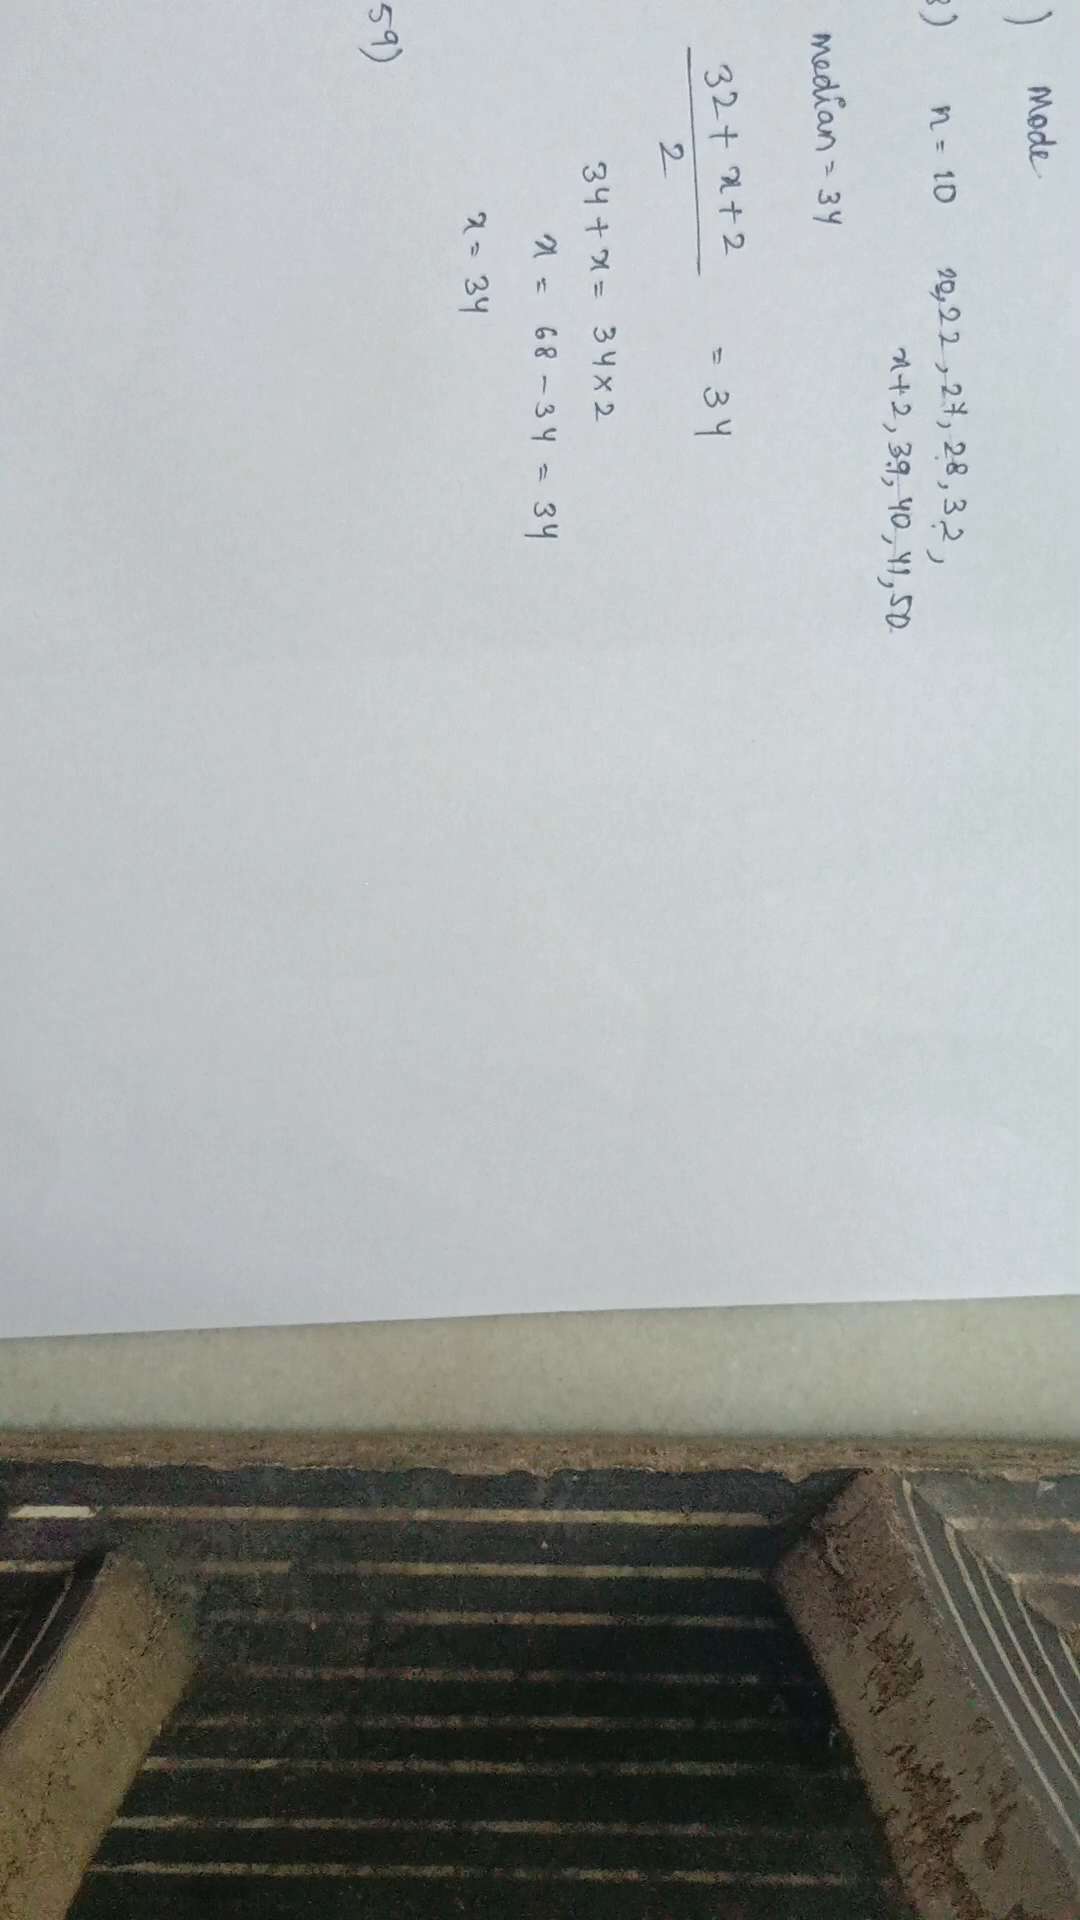 ) Mode
8) n = 10 20, 22, 27, 28, 32,
x+2, 39, 40, 41, 50
median = 34
32 + x + 2 = 34
2
34 + x = 34 × 2
x = 68 - 34 = 34
x = 34
59)